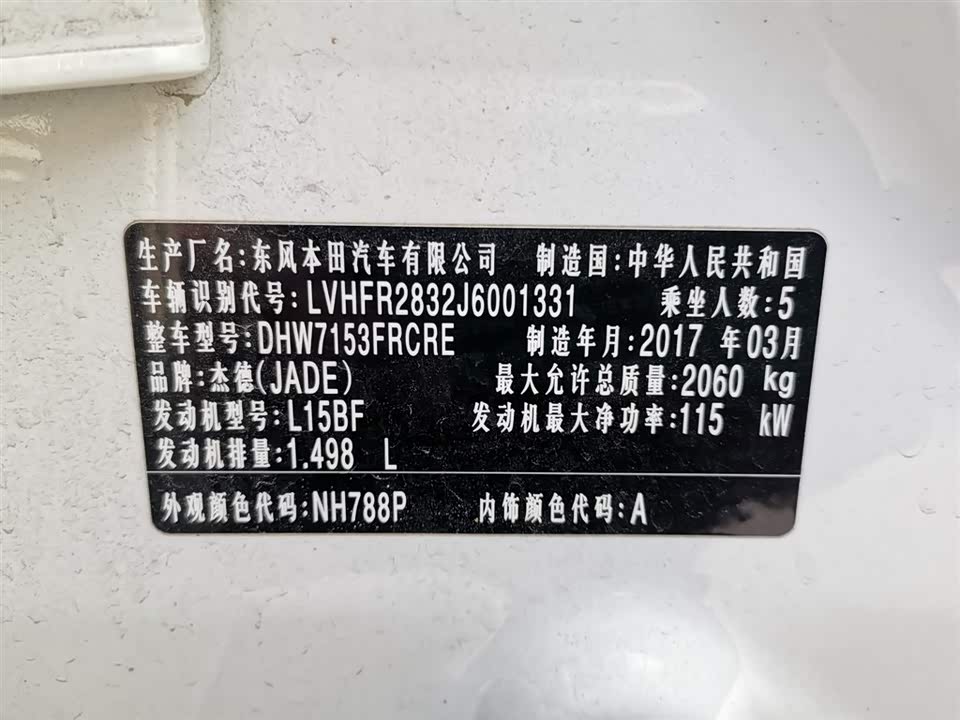 生产厂名:东风本田汽车有限公司 制造国:中华人民共和国
车辆识别代号:LVHFR2832J6001331 乘坐人数:5
整车型号:DHW7153FRCRE 制造年月:2017 年03月
品牌:杰德(JADE) 最大允许总质量:2060 kg
发动机型号:L15BF 发动机最大净功率:115 kW
发动机排量:1.498 L
外观颜色代码:NH788P 内饰颜色代码:A